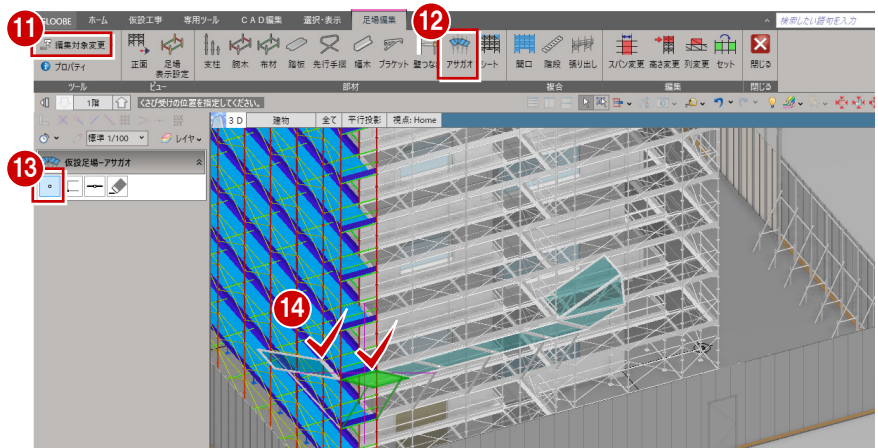 11
12
GLOOBE ホーム 仮設工事 専用ツール CAD編集 選択・表示 足場編集 検索したい語句を入力
編集対象変更
プロパティ
正面 足場表示設定 支柱 腕木 布材 踏板 先行手摺 幅木 ブラケット 壁つなぎ アサガオ シート 開口 階段 張り出し スパン変更 高さ変更 列変更 セット 閉じる
ツール ビュー 部材 複合 編集 閉じる
1階 くさび受けの位置を指定してください。
3D 建物 全て 平行投影 視点: Home
標準 1/100 レイヤ
13
仮設足場-アサガオ
14